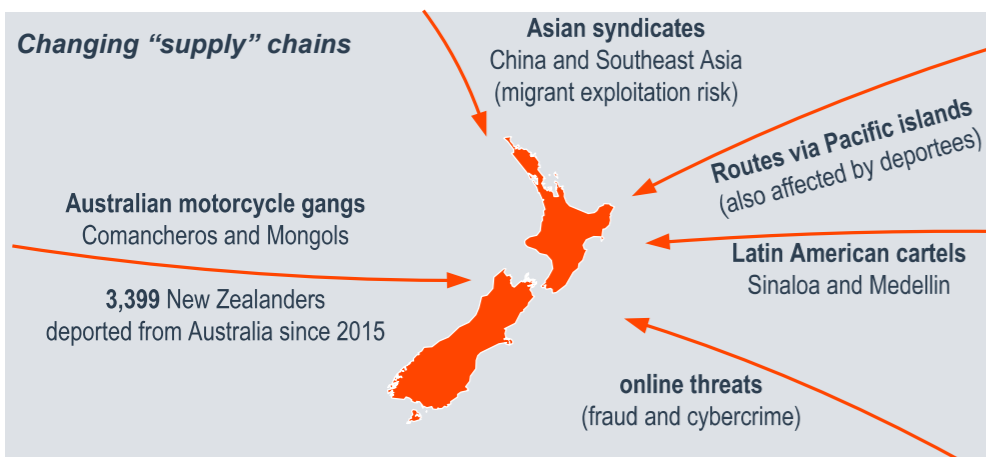 Changing “supply” chains
Asian syndicates
China and Southeast Asia
(migrant exploitation risk)
Routes via Pacific islands
(also affected by deportees)
Australian motorcycle gangs
Comancheros and Mongols
3,399 New Zealanders
deported from Australia since 2015
Latin American cartels
Sinaloa and Medellin
online threats
(fraud and cybercrime)